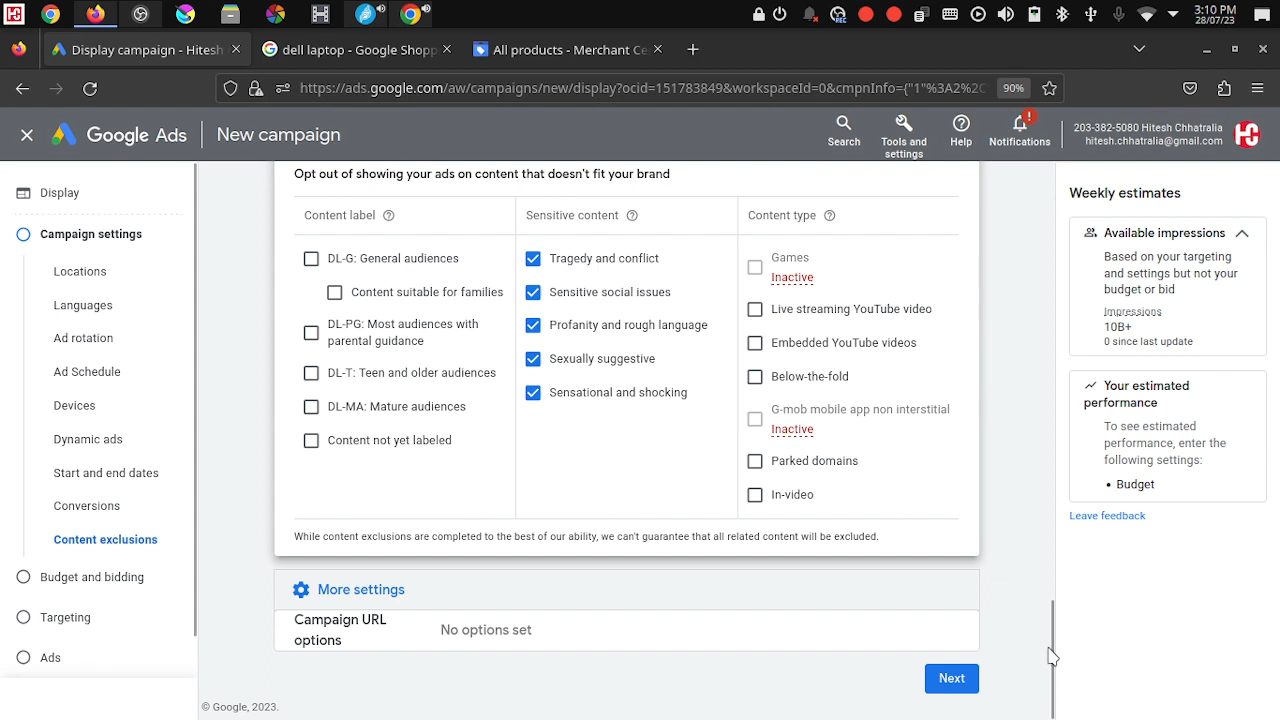 3:10 PM
28/07/23
Display campaign - Hitesh
dell laptop - Google Shopp
All products - Merchant Ce
https://ads.google.com/aw/campaigns/new/display?ocid=151783849&workspaceId=0&cmpnInfo={"1"%3A2%2C
90%
Google Ads
New campaign
Search
Tools and settings
Help
Notifications
203-382-5080 Hitesh Chhatralia
hitesh.chhatralia@gmail.com
Display
Campaign settings
Locations
Languages
Ad rotation
Ad Schedule
Devices
Dynamic ads
Start and end dates
Conversions
Content exclusions
Budget and bidding
Targeting
Ads
Opt out of showing your ads on content that doesn't fit your brand
Content label
DL-G: General audiences
Content suitable for families
DL-PG: Most audiences with
parental guidance
DL-T: Teen and older audiences
DL-MA: Mature audiences
Content not yet labeled
Sensitive content
Tragedy and conflict
Sensitive social issues
Profanity and rough language
Sexually suggestive
Sensational and shocking
Content type
Games
Inactive
Live streaming YouTube video
Embedded YouTube videos
Below-the-fold
G-mob mobile app non interstitial
Inactive
Parked domains
In-video
While content exclusions are completed to the best of our ability, we can't guarantee that all related content will be excluded.
More settings
Campaign URL
options
No options set
Next
© Google, 2023.
Weekly estimates
Available impressions
Based on your targeting
and settings but not your
budget or bid
Impressions
10B+
0 since last update
Your estimated
performance
To see estimated
performance, enter the
following settings:
• Budget
Leave feedback